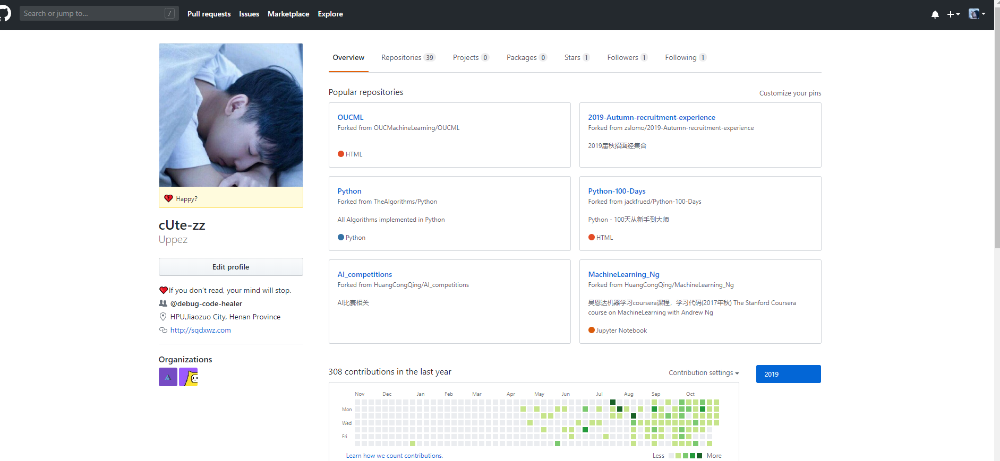 Search or jump to...
/
Pull requests
Issues
Marketplace
Explore
Happy?
cUte-zz
Uppez
Edit profile
If you don't read, your mind will stop.
@debug-code-healer
HPU,Jiaozuo City, Henan Province
http://sqdxwz.com
Organizations
Overview
Repositories 39
Projects 0
Packages 0
Stars 1
Followers 1
Following 1
Popular repositories
Customize your pins
OUCML
Forked from OUCMachineLearning/OUCML
HTML
2019-Autumn-recruitment-experience
Forked from zslomo/2019-Autumn-recruitment-experience
2019届秋招面经集合
Python
Forked from TheAlgorithms/Python
All Algorithms implemented in Python
Python
Python-100-Days
Forked from jackfrued/Python-100-Days
Python - 100天从新手到大师
HTML
AI_competitions
Forked from HuangCongQing/AI_competitions
AI比赛相关
MachineLearning_Ng
Forked from HuangCongQing/MachineLearning_Ng
吴恩达机器学习coursera课程，学习代码(2017年秋) The Stanford Coursera
course on MachineLearning with Andrew Ng
Jupyter Notebook
308 contributions in the last year
Contribution settings
2019
Nov Dec Jan Feb Mar Apr May Jun Jul Aug Sep Oct
Mon
Wed
Fri
Learn how we count contributions.
Less
More